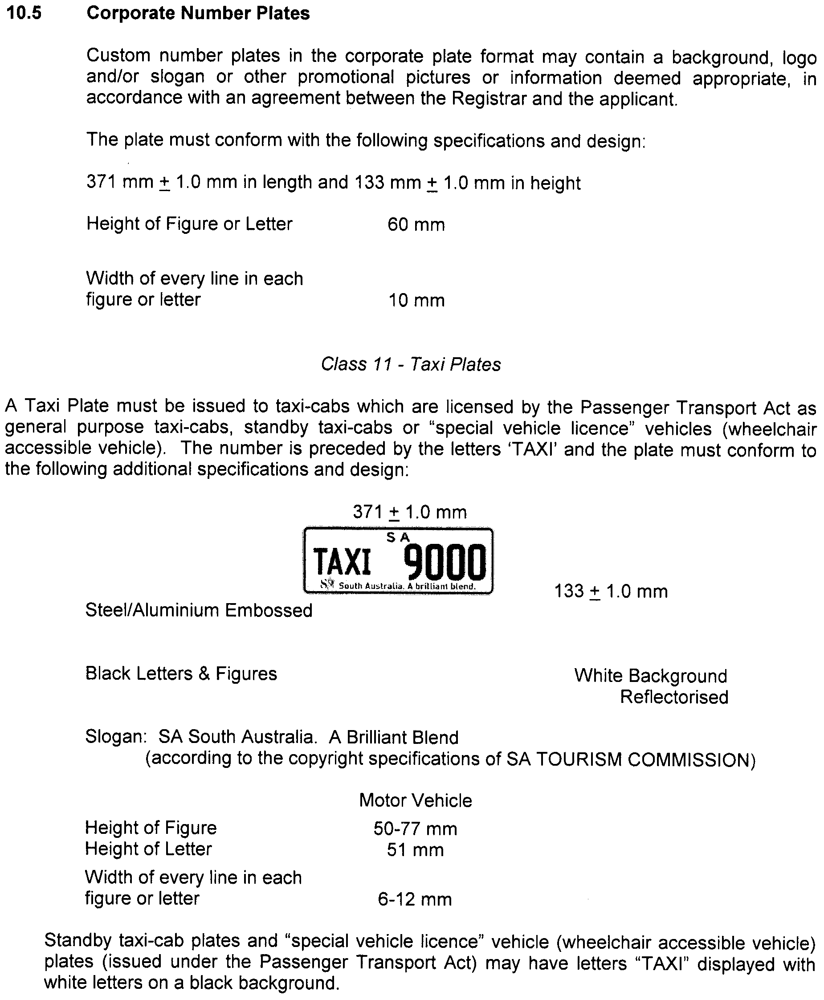 10.5 Corporate Number Plates
Custom number plates in the corporate plate format may contain a background, logo
and/or slogan or other promotional pictures or information deemed appropriate, in
accordance with an agreement between the Registrar and the applicant.
The plate must conform with the following specifications and design:
371 mm ± 1.0 mm in length and 133 mm ± 1.0 mm in height
Height of Figure or Letter 60 mm
Width of every line in each
figure or letter 10 mm
Class 11 - Taxi Plates
A Taxi Plate must be issued to taxi-cabs which are licensed by the Passenger Transport Act as
general purpose taxi-cabs, standby taxi-cabs or “special vehicle licence” vehicles (wheelchair
accessible vehicle). The number is preceded by the letters ‘TAXI’ and the plate must conform to
the following additional specifications and design:
371 ± 1.0 mm
SA
TAXI 9000
SA South Australia. A brilliant blend.
133 ± 1.0 mm
Steel/Aluminium Embossed
Black Letters & Figures White Background
Reflectorised
Slogan: SA South Australia. A Brilliant Blend
(according to the copyright specifications of SA TOURISM COMMISSION)
Motor Vehicle
Height of Figure 50-77 mm
Height of Letter 51 mm
Width of every line in each
figure or letter 6-12 mm
Standby taxi-cab plates and “special vehicle licence” vehicle (wheelchair accessible vehicle)
plates (issued under the Passenger Transport Act) may have letters “TAXI” displayed with
white letters on a black background.